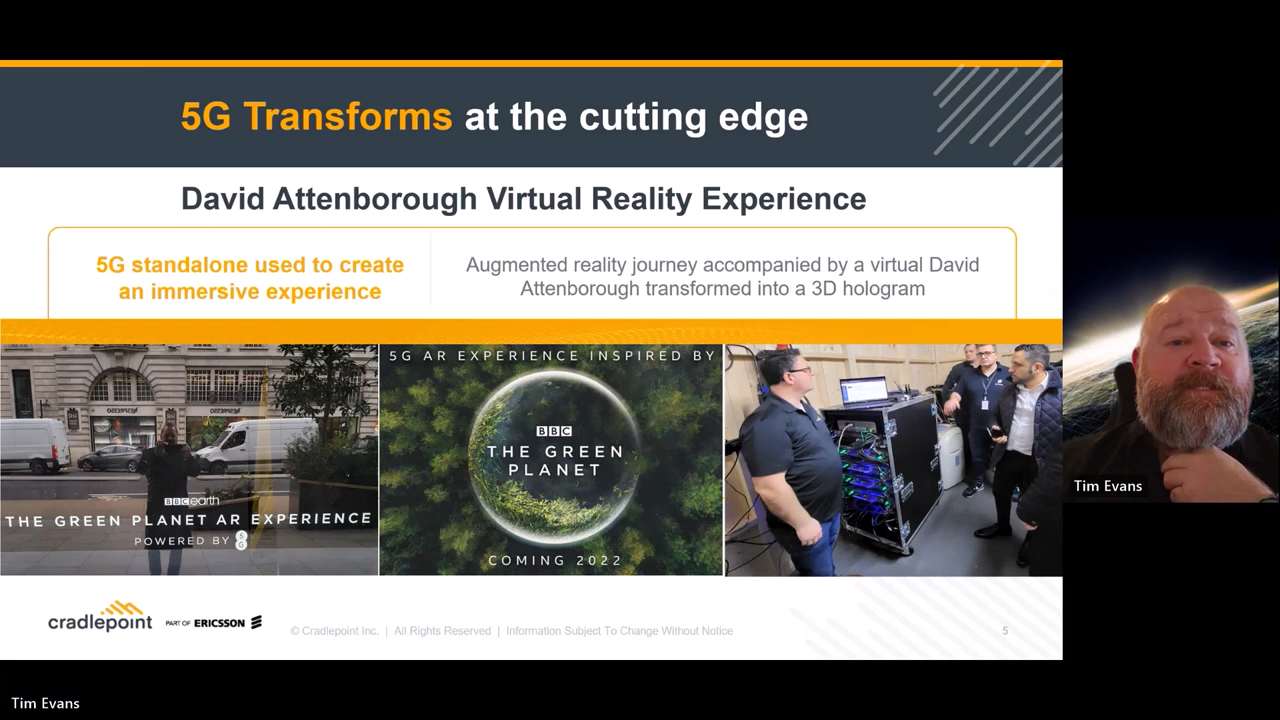 5G Transforms at the cutting edge
David Attenborough Virtual Reality Experience
5G standalone used to create
an immersive experience
Augmented reality journey accompanied by a virtual David
Attenborough transformed into a 3D hologram
BBC earth
THE GREEN PLANET AR EXPERIENCE
POWERED BY 5G
5G AR EXPERIENCE INSPIRED BY
BBC
THE GREEN
PLANET
COMING 2022
Tim Evans
cradlepoint PART OF ERICSSON
© Cradlepoint Inc. | All Rights Reserved | Information Subject To Change Without Notice
5
Tim Evans